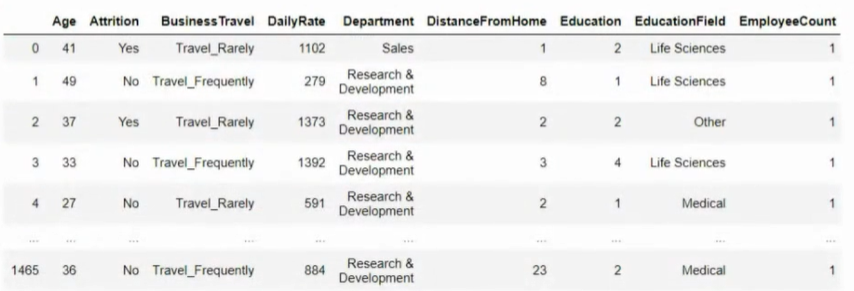 Age Attrition BusinessTravel DailyRate Department DistanceFromHome Education EducationField EmployeeCount
0 41 Yes Travel_Rarely 1102 Sales 1 2 Life Sciences 1
1 49 No Travel_Frequently 279 Research & Development 8 1 Life Sciences 1
2 37 Yes Travel_Rarely 1373 Research & Development 2 2 Other 1
3 33 No Travel_Frequently 1392 Research & Development 3 4 Life Sciences 1
4 27 No Travel_Rarely 591 Research & Development 2 1 Medical 1
... ... ... ... ... ... ... ... ... ...
1465 36 No Travel_Frequently 884 Research & Development 23 2 Medical 1